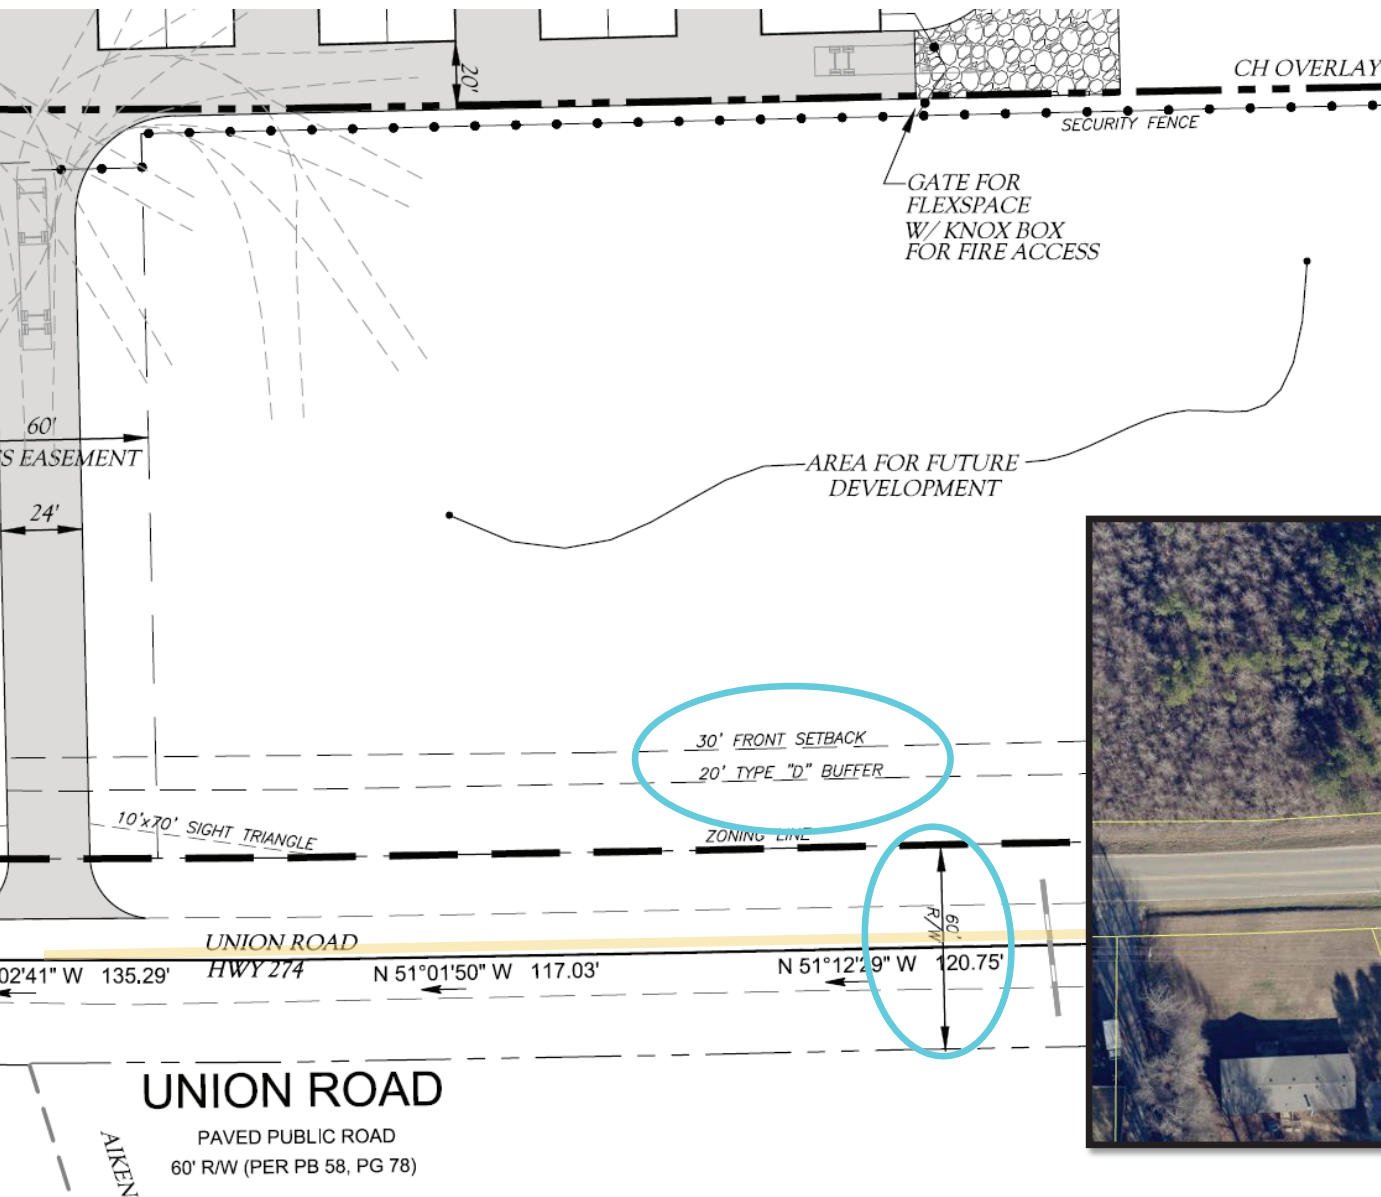 20'
CH OVERLAY
SECURITY FENCE
GATE FOR
FLEXSPACE
W/ KNOX BOX
FOR FIRE ACCESS
60'
S EASEMENT
AREA FOR FUTURE
DEVELOPMENT
24'
30' FRONT SETBACK
20' TYPE "D" BUFFER
10'x70' SIGHT TRIANGLE
ZONING LINE
60'
R/W
UNION ROAD
HWY 274
02'41" W 135.29'
N 51°01'50" W 117.03'
N 51°12'29" W 120.75'
UNION ROAD
PAVED PUBLIC ROAD
60' R/W (PER PB 58, PG 78)
AIKEN